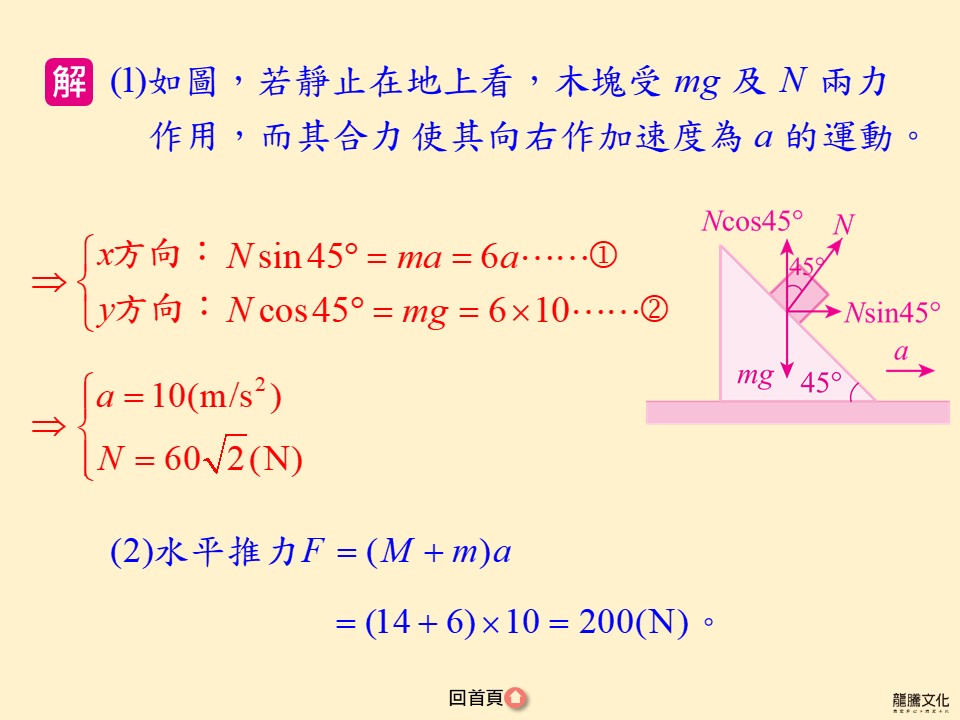 解 (1)如圖，若靜止在地上看，木塊受 mg 及 N 兩力
作用，而其合力使其向右作加速度為 a 的運動。
⇒ { x方向： N sin 45° = ma = 6a……①
y方向： N cos 45° = mg = 6 × 10……②
Ncos45° N
45°
Nsin45°
a
mg 45°
⇒ { a = 10(m/s²)
N = 60√2 (N)
(2)水平推力F = (M + m)a
= (14 + 6) × 10 = 200(N)。
回首頁
龍騰文化